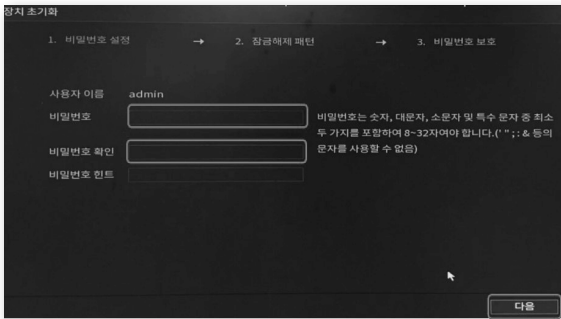 장치 초기화
1. 비밀번호 설정 → 2. 잠금해제 패턴 → 3. 비밀번호 보호
사용자 이름 admin
비밀번호
비밀번호는 숫자, 대문자, 소문자 및 특수 문자 중 최소
두 가지를 포함하여 8~32자여야 합니다.(' " ; : & 등의
문자를 사용할 수 없음)
비밀번호 확인
비밀번호 힌트
다음